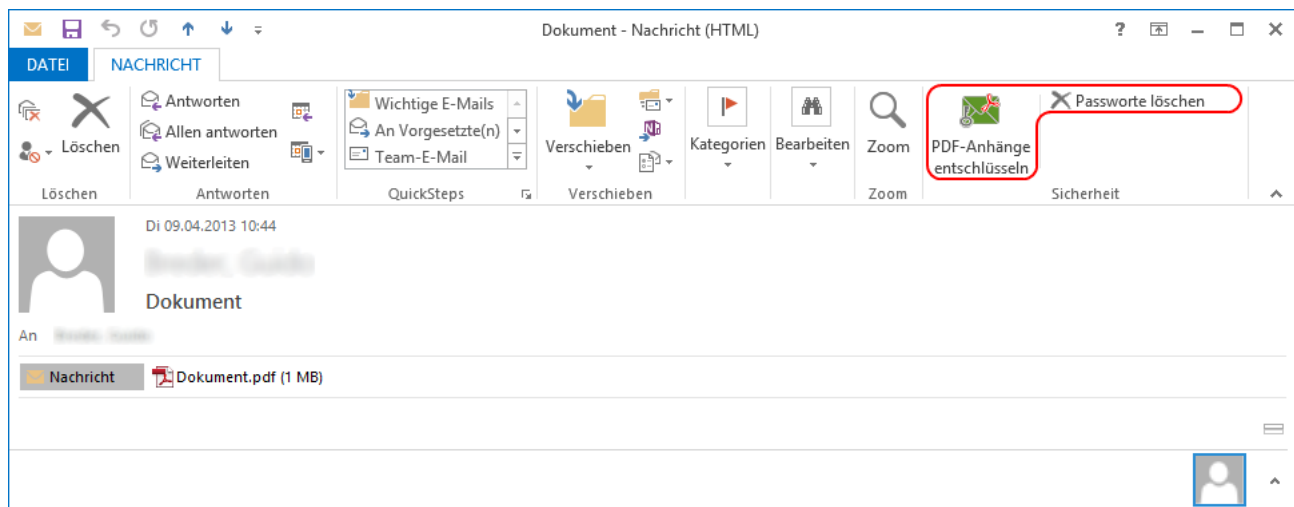 Dokument - Nachricht (HTML)
?
DATEI NACHRICHT
Löschen
Antworten
Allen antworten
Weiterleiten
Wichtige E-Mails
An Vorgesetzte(n)
Team-E-Mail
Verschieben
Kategorien
Bearbeiten
Zoom
PDF-Anhänge
entschlüsseln
Passworte löschen
Löschen Antworten QuickSteps Verschieben Zoom Sicherheit
Di 09.04.2013 10:44
Dokument
An
Nachricht Dokument.pdf (1 MB)